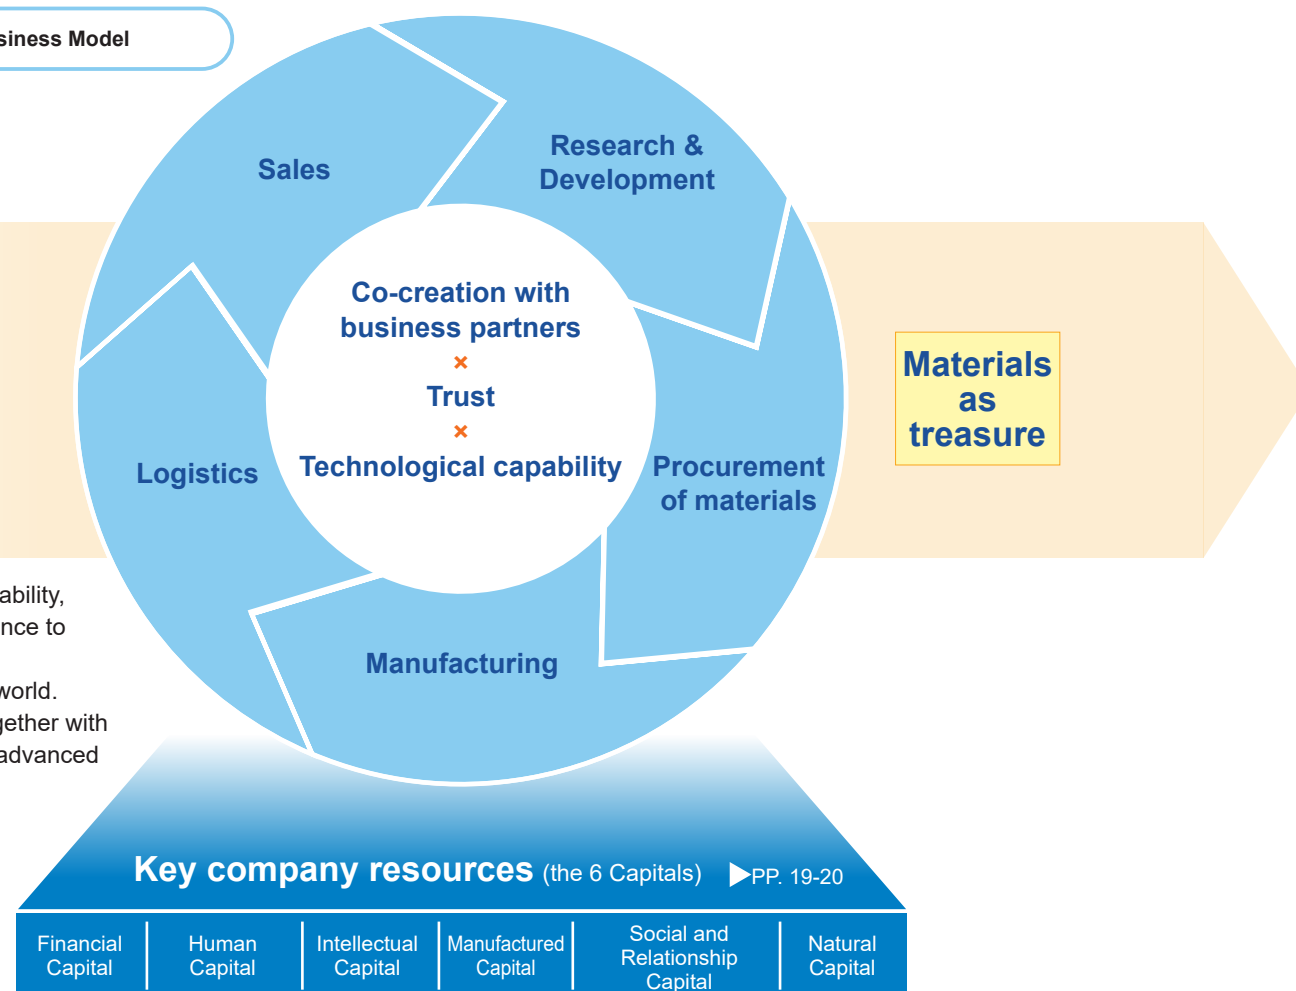 Business Model
Sales
Research &
Development
Co-creation with
business partners
×
Trust
×
Technological capability
Logistics
Procurement
of materials
Manufacturing
Materials
as
treasure
ability,
nce to
world.
gether with
advanced
Key company resources (the 6 Capitals) ▶PP. 19-20
Financial
Capital
Human
Capital
Intellectual
Capital
Manufactured
Capital
Social and
Relationship
Capital
Natural
Capital